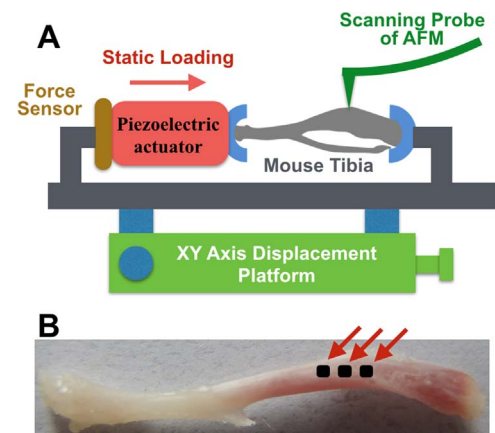 A
Scanning Probe
of AFM
Static Loading
Force
Sensor
Piezoelectric
actuator
Mouse Tibia
XY Axis Displacement
Platform
B